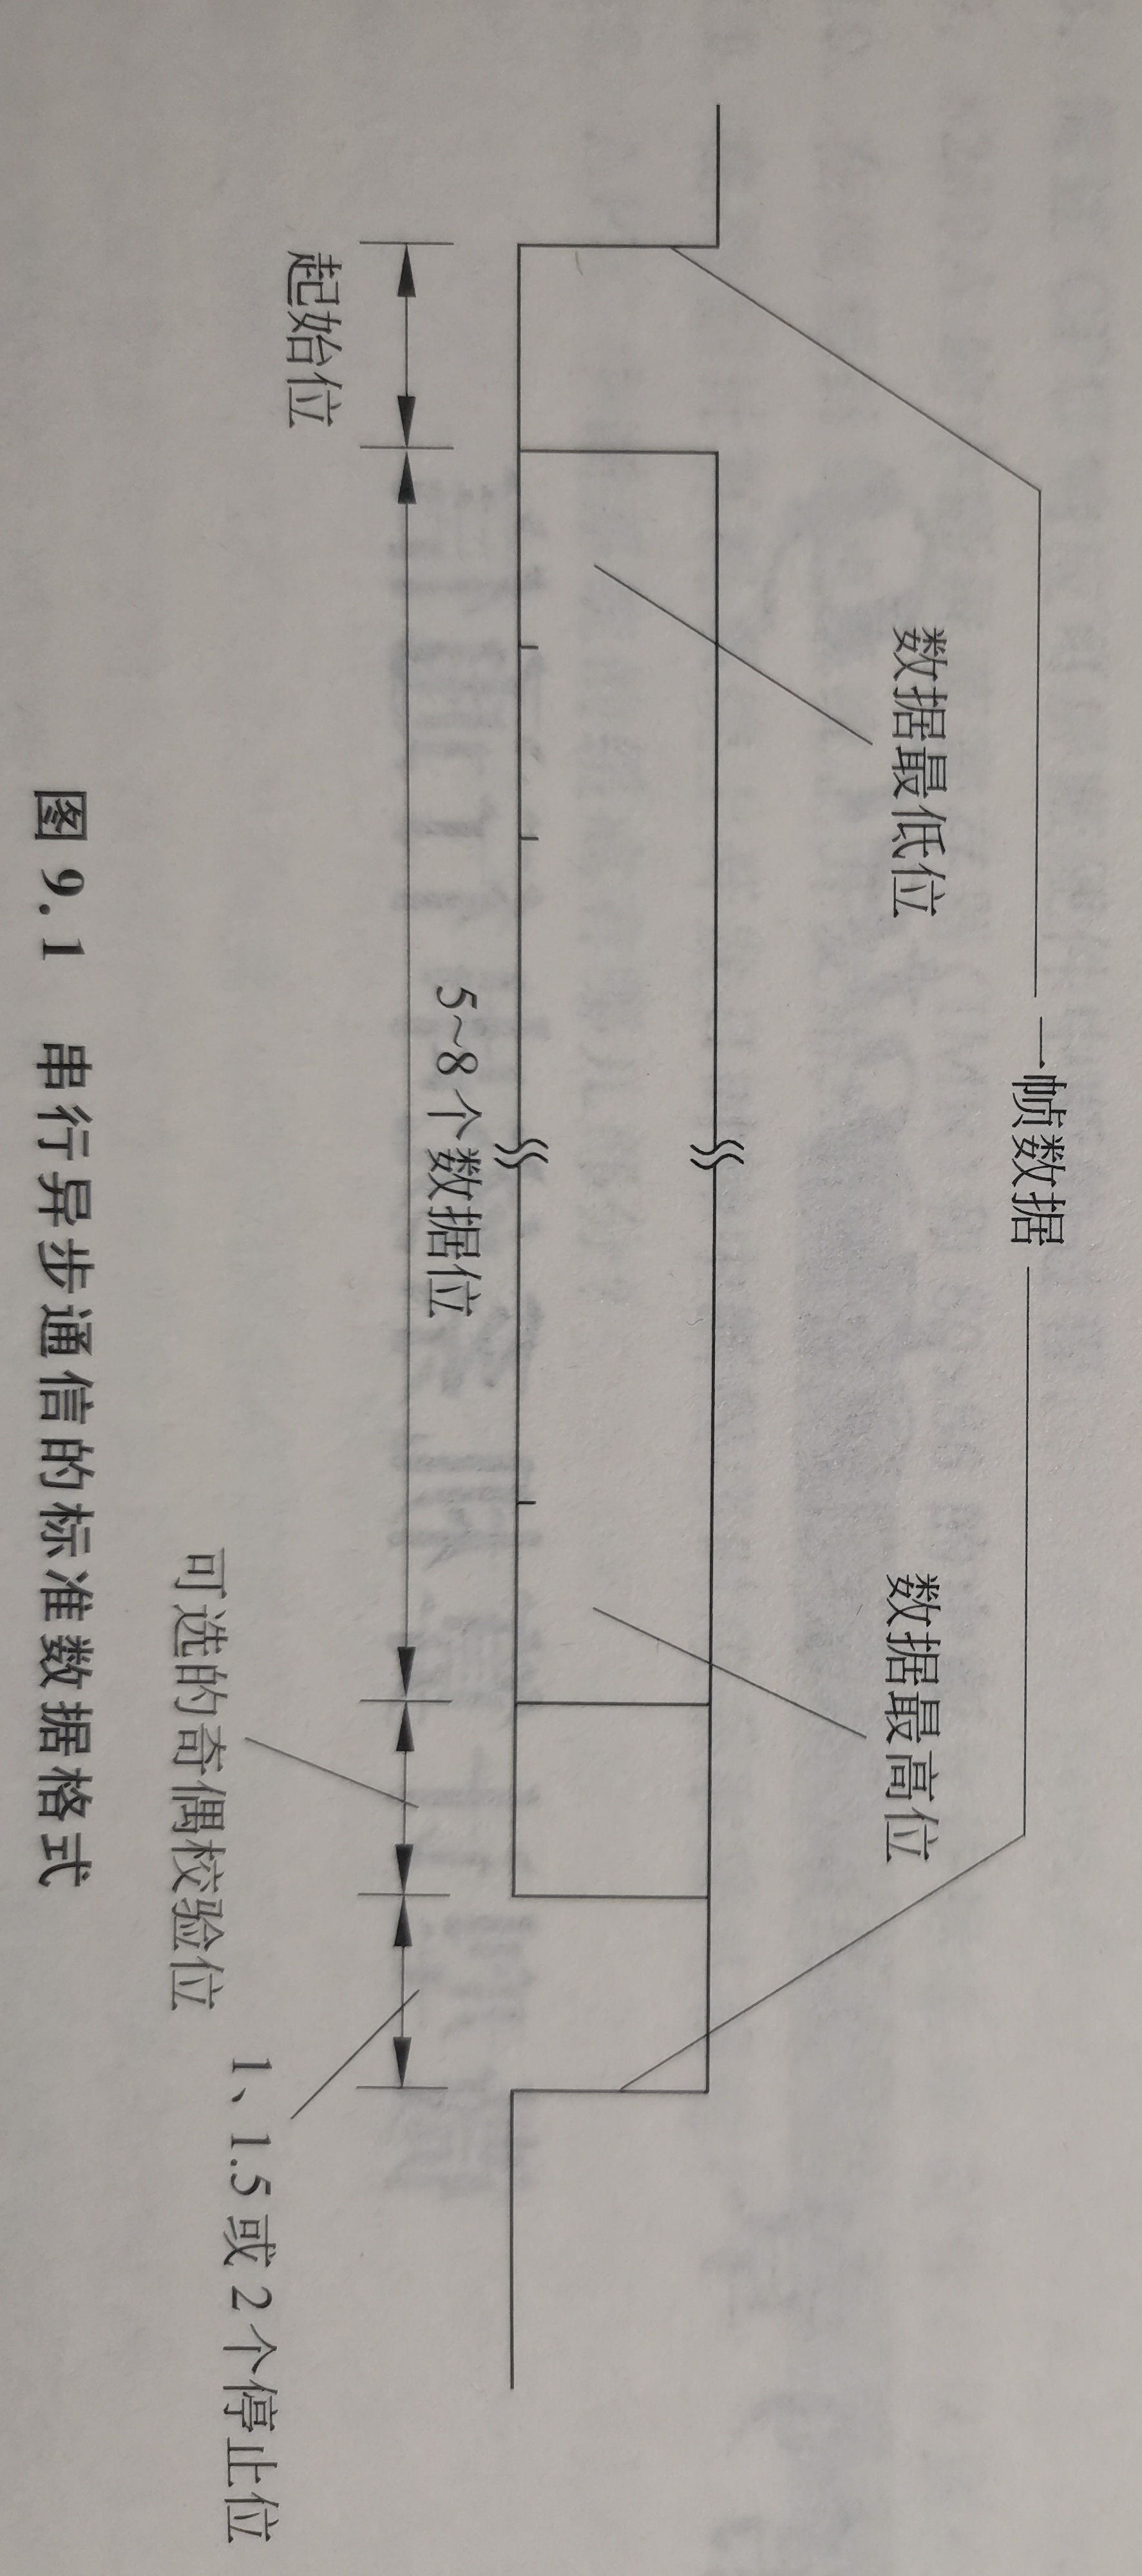 一帧数据
数据最低位
数据最高位
5~8个数据位
起始位
1、1.5或2个停止位
可选的奇偶校验位
图 9.1 串行异步通信的标准数据格式